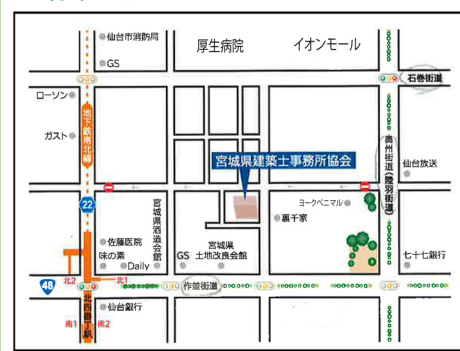 仙台市消防局
厚生病院
イオンモール
GS
石巻街道
ローソン
地下鉄南北線
ガスト
奥州街道(陸羽街道)
宮城県建築士事務所協会
仙台放送
22
宮城県酒造会館
ヨークベニマル
裏千家
佐藤医院
味の素
Daily
GS
宮城県
土地改良会館
七十七銀行
北2
北1
48
作並街道
北四番丁駅
仙台銀行
南1
南2